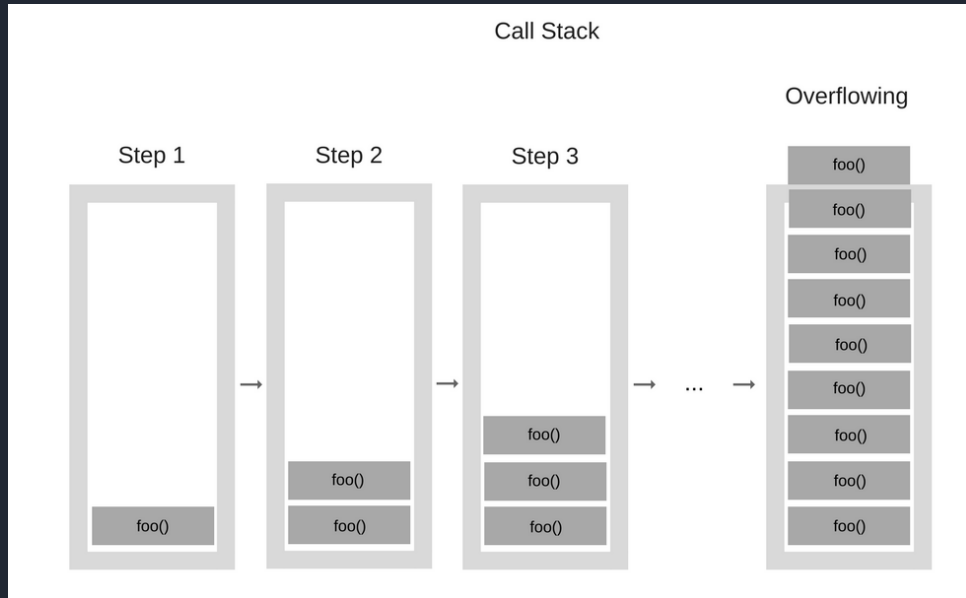 Call Stack
Overflowing
Step 1
Step 2
Step 3
foo()
foo()
foo()
foo()
foo()
foo()
→
→
→
...
→
foo()
foo()
foo()
foo()
foo()
foo()
foo()
foo()
foo()